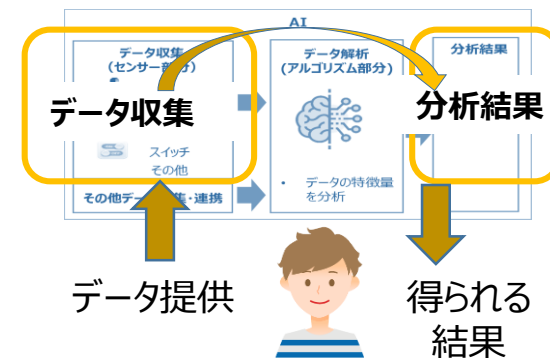 AI
データ収集
(センサー部分)
データ収集
スイッチ
その他
その他デー
集・連携
データ解析
(アルゴリズム部分)
• データの特徴量
を分析
分析結果
分析結果
データ提供
得られる
結果